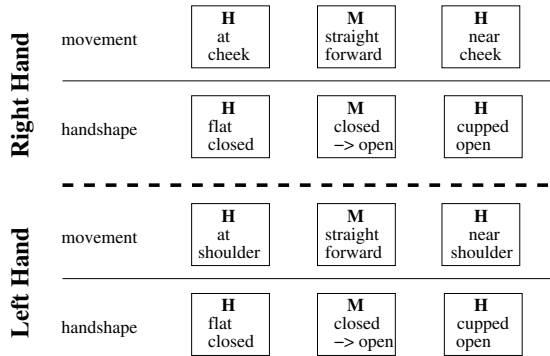 Right Hand
movement
H
at
cheek
M
straight
forward
H
near
cheek
handshape
H
flat
closed
M
closed
−> open
H
cupped
open
Left Hand
movement
H
at
shoulder
M
straight
forward
H
near
shoulder
handshape
H
flat
closed
M
closed
−> open
H
cupped
open